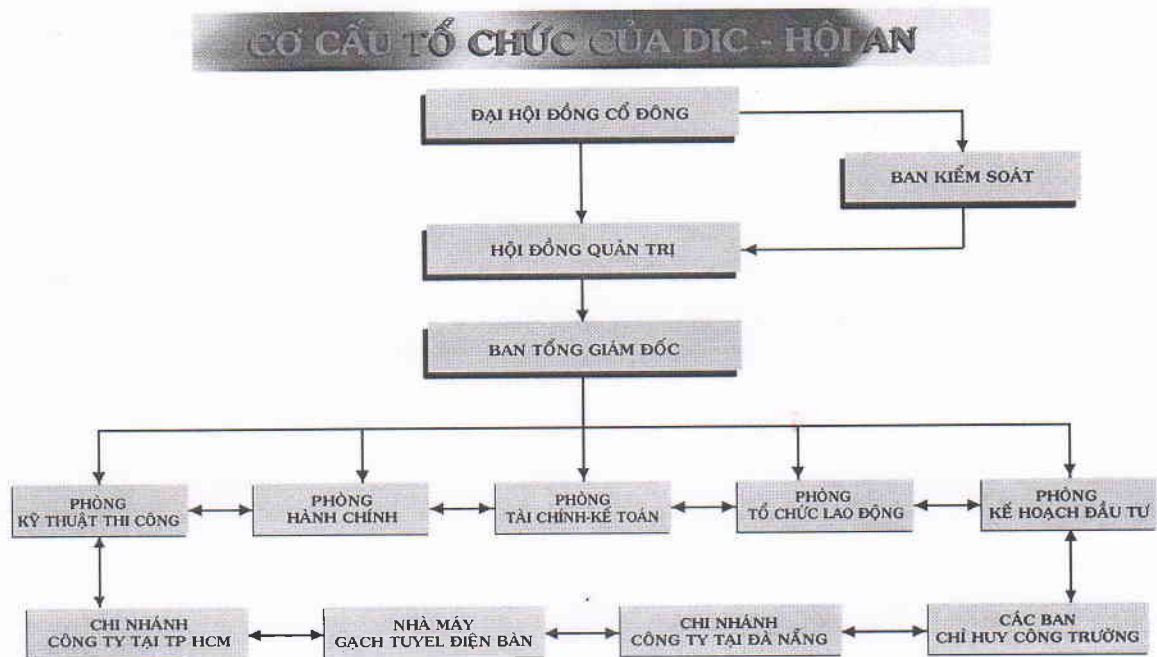 CƠ CẤU TỔ CHỨC CỦA DIC - HỘI AN
ĐẠI HỘI ĐỒNG CỔ ĐÔNG
BAN KIỂM SOÁT
HỘI ĐỒNG QUẢN TRỊ
BAN TỔNG GIÁM ĐỐC
PHÒNG
KỸ THUẬT THI CÔNG
PHÒNG
HÀNH CHÍNH
PHÒNG
TÀI CHÍNH-KẾ TOÁN
PHÒNG
TỔ CHỨC LAO ĐỘNG
PHÒNG
KẾ HOẠCH ĐẦU TƯ
CHI NHÁNH
CÔNG TY TẠI TP HCM
NHÀ MÁY
GẠCH TUYEL ĐIỆN BÀN
CHI NHÁNH
CÔNG TY TẠI ĐÀ NẴNG
CÁC BAN
CHỈ HUY CÔNG TRƯỜNG